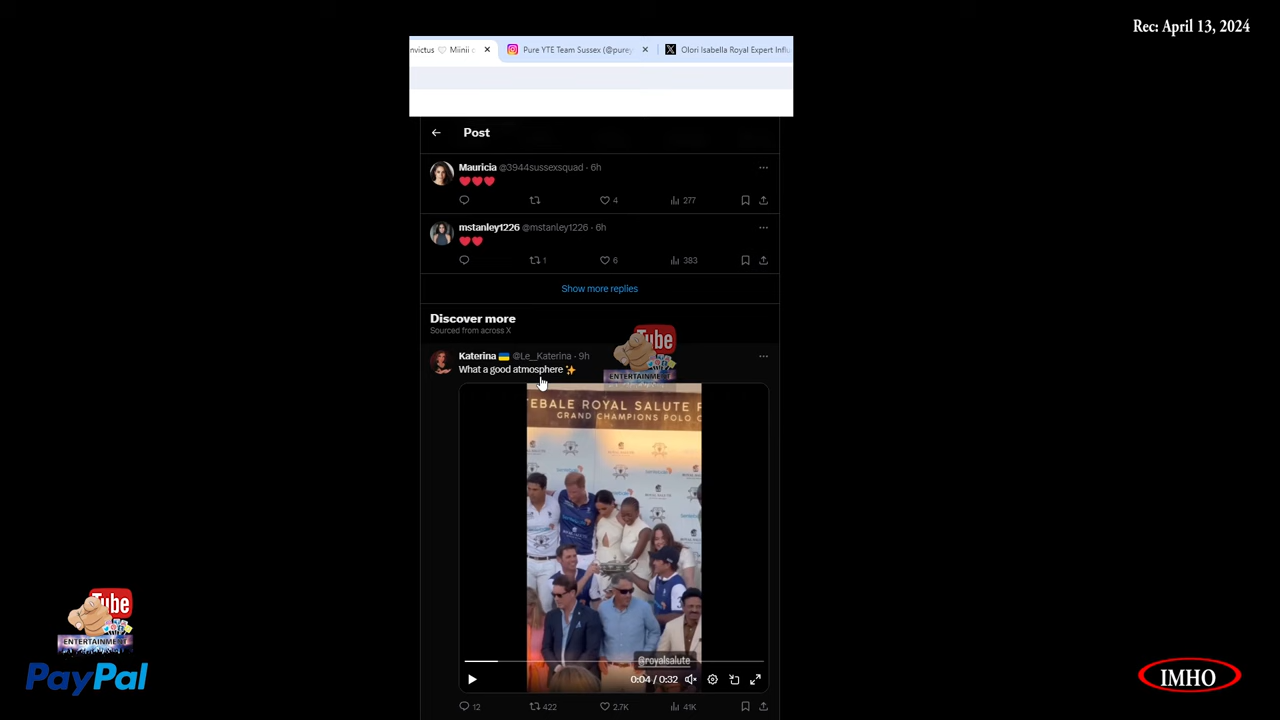 Rec: April 13, 2024
nvictus 🤍 Miinii
Pure YTE Team Sussex (@purey
Olori Isabella Royal Expert Influ
Post
Mauricia @3944sussexsquad · 6h
❤️❤️❤️
4
277
mstanley1226 @mstanley1226 · 6h
❤️❤️
1
6
383
Show more replies
Discover more
Sourced from across X
Katerina 🇺🇦 @Le__Katerina · 9h
What a good atmosphere ✨
Tube
ENTERTAINMENT
TEBALE ROYAL SALUTE P
GRAND CHAMPIONS POLO C
@royalsalute
0:04 / 0:32
12
422
2.7K
41K
Tube
ENTERTAINMENT
PayPal
IMHO